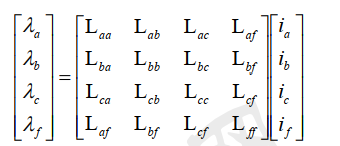 [λa] = [Laa Lab Lac Laf] [ia]
[λb] = [Lba Lbb Lbc Lbf] [ib]
[λc] = [Lca Lcb Lcc Lcf] [ic]
[λf] = [Laf Lbf Lcf Lff] [if]